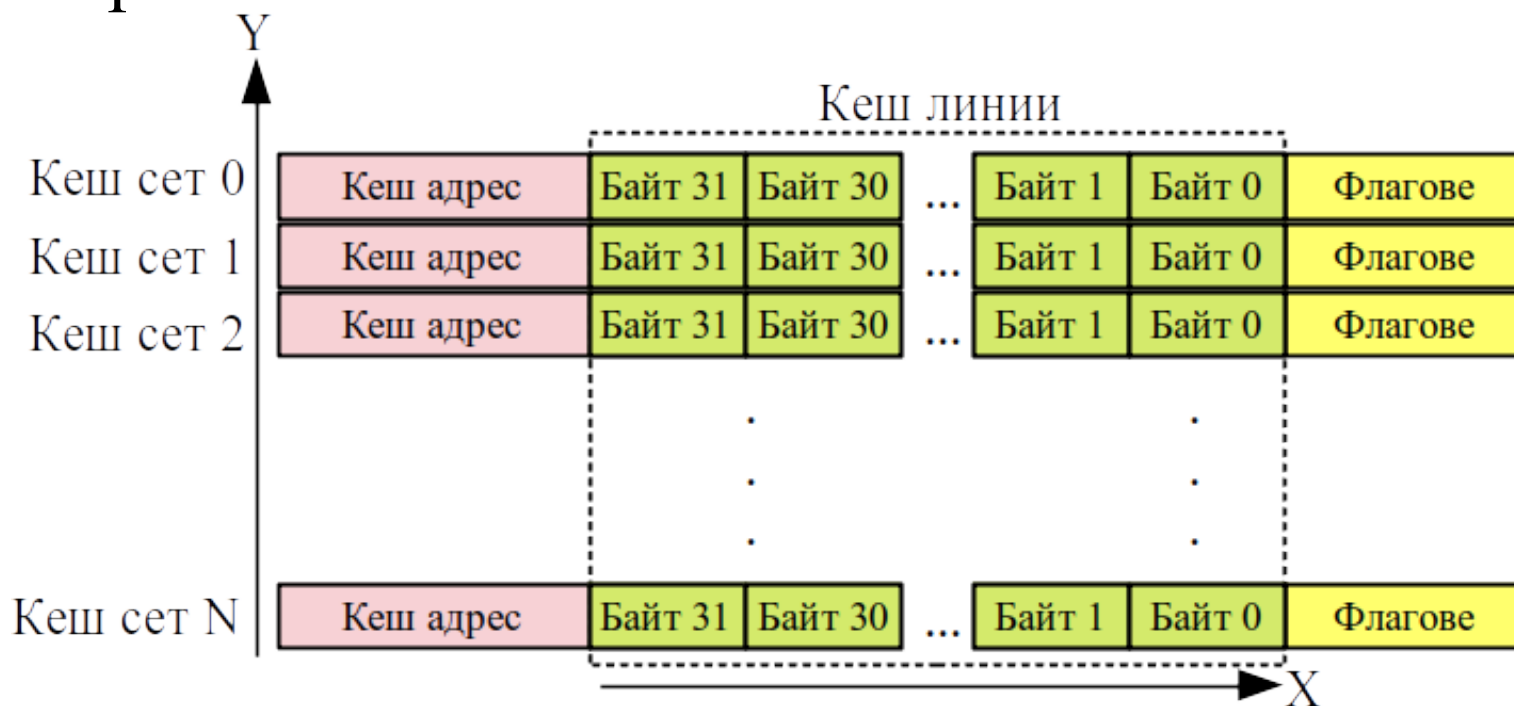 Y
Кеш линии
Кеш сет 0 Кеш адрес Байт 31 Байт 30 ... Байт 1 Байт 0 Флагове
Кеш сет 1 Кеш адрес Байт 31 Байт 30 ... Байт 1 Байт 0 Флагове
Кеш сет 2 Кеш адрес Байт 31 Байт 30 ... Байт 1 Байт 0 Флагове
. .
. .
. .
Кеш сет N Кеш адрес Байт 31 Байт 30 ... Байт 1 Байт 0 Флагове
X